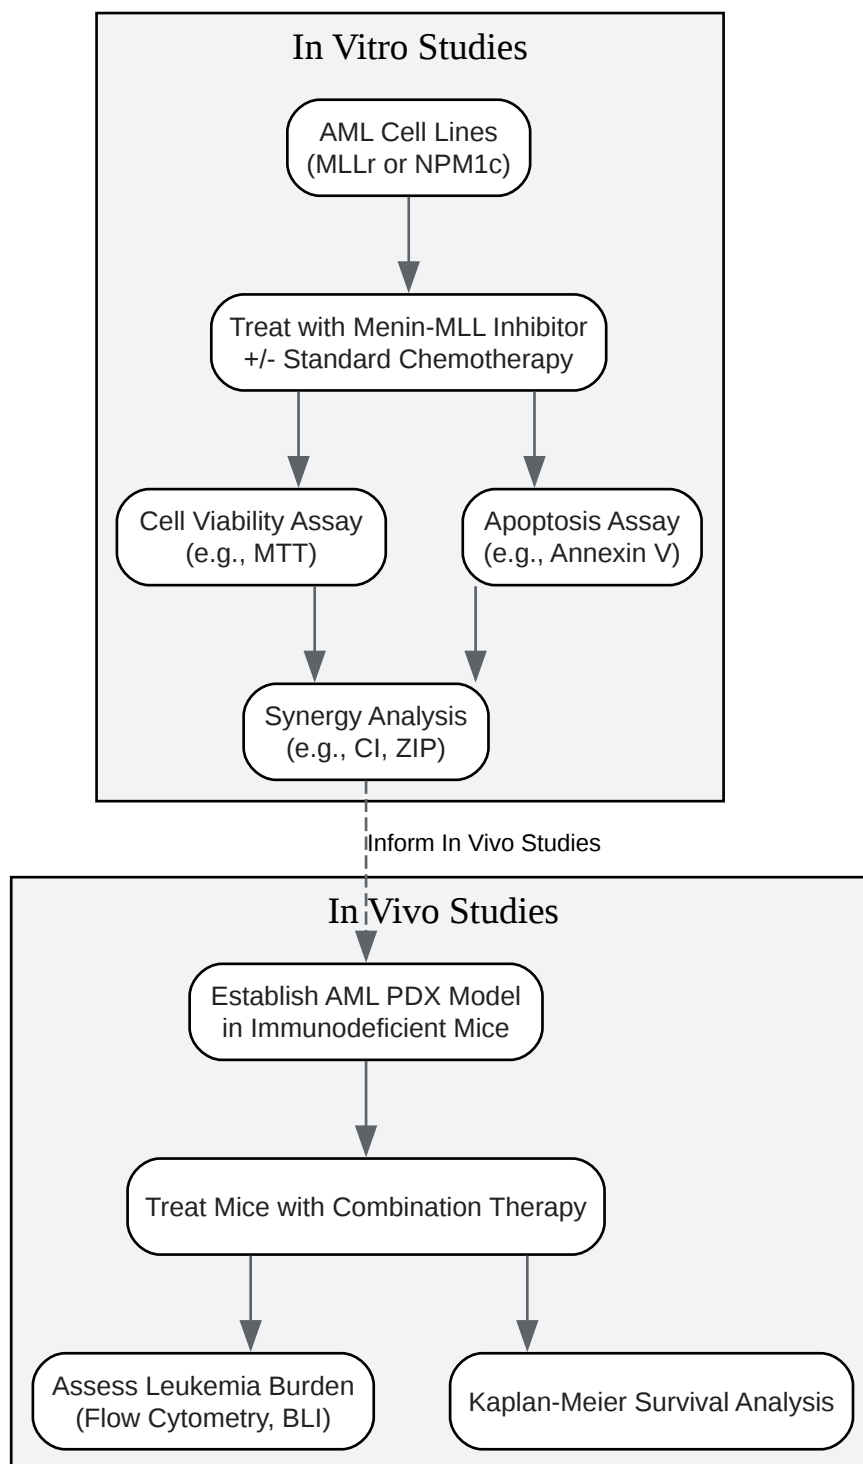 In Vitro Studies
AML Cell Lines
(MLLr or NPM1c)
Treat with Menin-MLL Inhibitor
+/- Standard Chemotherapy
Cell Viability Assay
(e.g., MTT)
Apoptosis Assay
(e.g., Annexin V)
Synergy Analysis
(e.g., CI, ZIP)
Inform In Vivo Studies
In Vivo Studies
Establish AML PDX Model
in Immunodeficient Mice
Treat Mice with Combination Therapy
Assess Leukemia Burden
(Flow Cytometry, BLI)
Kaplan-Meier Survival Analysis